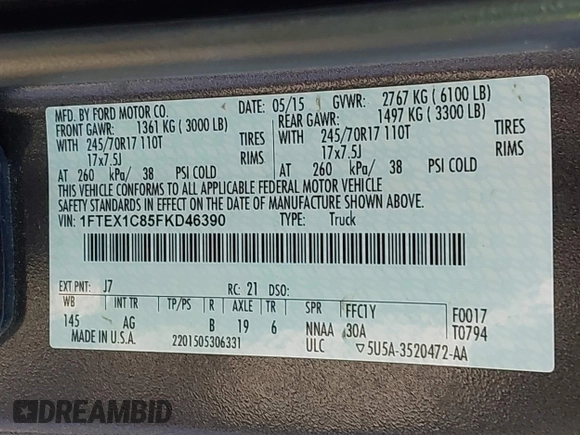 MFD. BY FORD MOTOR CO. DATE: 05/15 GVWR: 2767 KG ( 6100 LB)
FRONT GAWR: 1361 KG ( 3000 LB) REAR GAWR: 1497 KG ( 3300 LB)
WITH 245/70R17 110T TIRES WITH 245/70R17 110T TIRES
17x7.5J RIMS 17x7.5J RIMS
AT 260 kPa/ 38 PSI COLD AT 260 kPa/ 38 PSI COLD
THIS VEHICLE CONFORMS TO ALL APPLICABLE FEDERAL MOTOR VEHICLE
SAFETY STANDARDS IN EFFECT ON THE DATE OF MANUFACTURE SHOWN ABOVE.
VIN: 1FTEX1C85FKD46390 TYPE: Truck
EXT PNT: J7 RC: 21 DSO:
WB INT TR TP/PS R AXLE TR SPR FFC1Y F0017
145 AG B 19 6 NNAA 30A T0794
MADE IN U.S.A. 2201505306331 ULC ▽5U5A-3520472-AA
DREAMBID